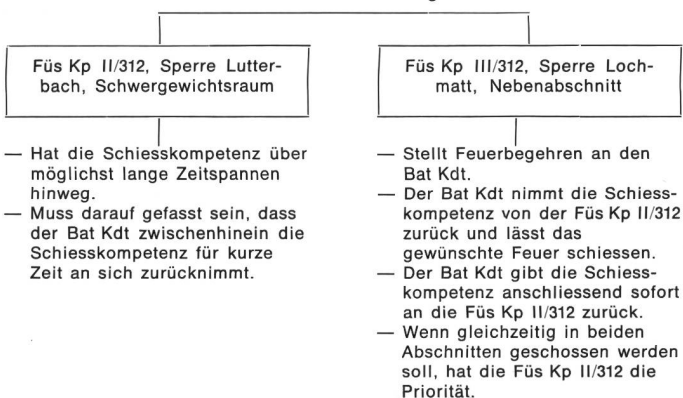 Füs Kp II/312, Sperre Lutter-
bach, Schwergewichtsraum
— Hat die Schiesskompetenz über
möglichst lange Zeitspannen
hinweg.
— Muss darauf gefasst sein, dass
der Bat Kdt zwischenhinein die
Schiesskompetenz für kurze
Zeit an sich zurücknimmt.
Füs Kp III/312, Sperre Loch-
matt, Nebenabschnitt
— Stellt Feuerbegehren an den
Bat Kdt.
— Der Bat Kdt nimmt die Schiess-
kompetenz von der Füs Kp II/312
zurück und lässt das
gewünschte Feuer schiessen.
— Der Bat Kdt gibt die Schiess-
kompetenz anschliessend sofort
an die Füs Kp II/312 zurück.
— Wenn gleichzeitig in beiden
Abschnitten geschossen werden
soll, hat die Füs Kp II/312 die
Priorität.